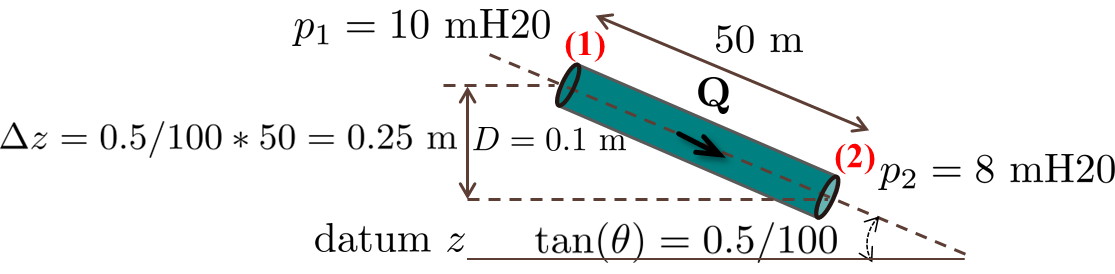 p₁ = 10 mH20
(1)
50 m
Q
Δz = 0.5/100 * 50 = 0.25 m
D = 0.1 m
(2)
p₂ = 8 mH20
datum z
tan(θ) = 0.5/100